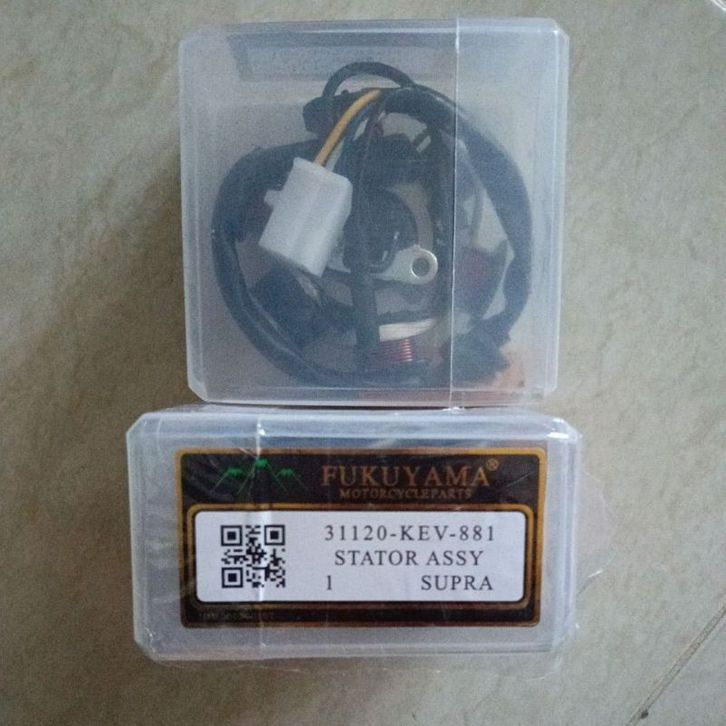 FUKUYAMA®
MOTORCYCLEPARTS
31120-KEV-881
STATOR ASSY
1 SUPRA